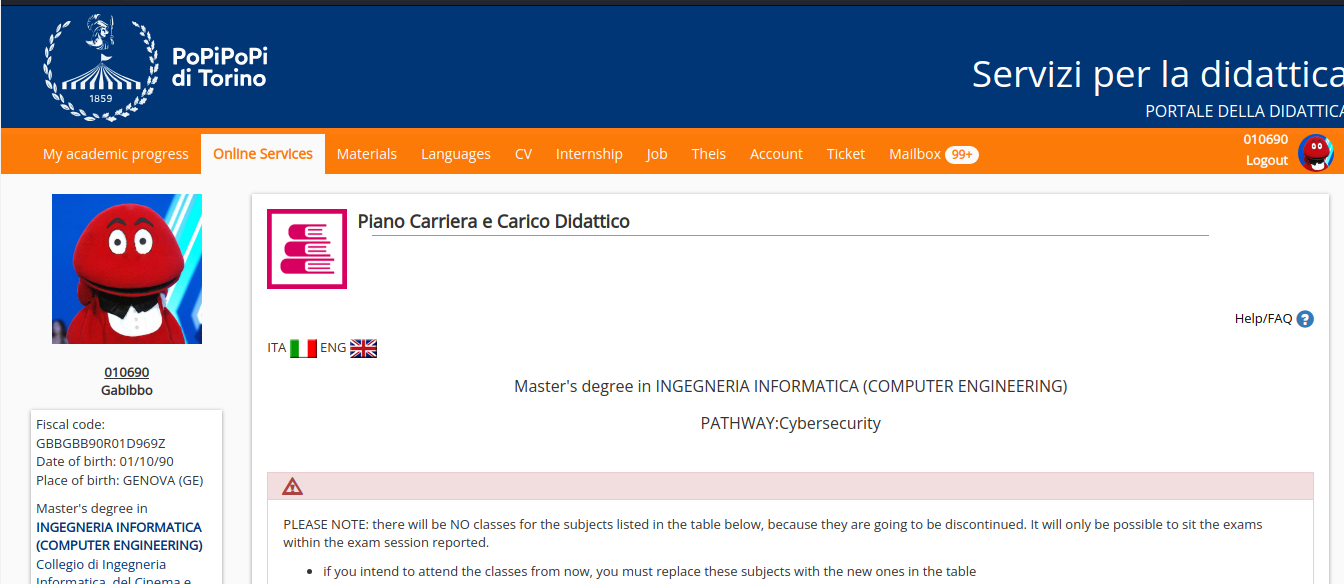 PoPiPoPi
di Torino
1859
Servizi per la didattica
PORTALE DELLA DIDATTICA
My academic progress
Online Services
Materials
Languages
CV
Internship
Job
Theis
Account
Ticket
Mailbox 99+
010690
Logout
010690
Gabibbo
Fiscal code:
GBBGBB90R01D969Z
Date of birth: 01/10/90
Place of birth: GENOVA (GE)
Master's degree in
INGEGNERIA INFORMATICA
(COMPUTER ENGINEERING)
Collegio di Ingegneria
Informatica, del Cinema e
Piano Carriera e Carico Didattico
Help/FAQ ?
ITA ENG
Master's degree in INGEGNERIA INFORMATICA (COMPUTER ENGINEERING)
PATHWAY:Cybersecurity
PLEASE NOTE: there will be NO classes for the subjects listed in the table below, because they are going to be discontinued. It will only be possible to sit the exams
within the exam session reported.
• if you intend to attend the classes from now, you must replace these subjects with the new ones in the table